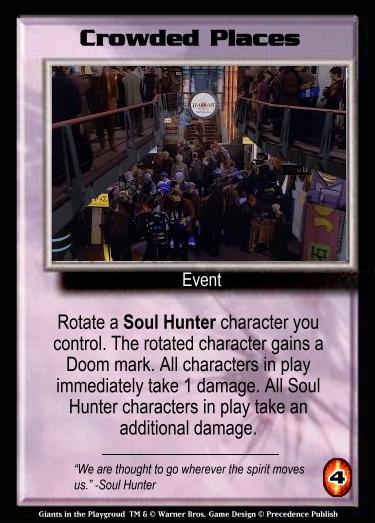 Crowded Places
Event
Rotate a Soul Hunter character you
control. The rotated character gains a
Doom mark. All characters in play
immediately take 1 damage. All Soul
Hunter characters in play take an
additional damage.
“We are thought to go wherever the spirit moves
us.” -Soul Hunter
4
Giants in the Playgroud TM & © Warner Bros. Game Design © Precedence Publish